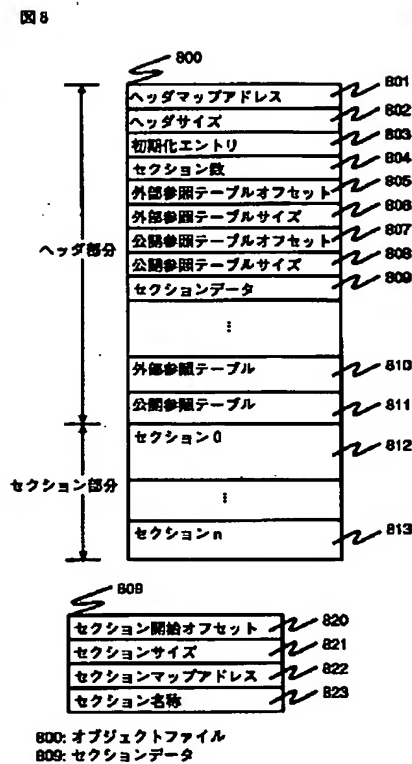 図8
800
ヘッダマップアドレス 801
ヘッダサイズ 802
初期化エントリ 803
セクション数 804
外部参照テーブルオフセット 805
外部参照テーブルサイズ 806
公開参照テーブルオフセット 807
公開参照テーブルサイズ 808
セクションデータ 809
⋮
ヘッダ部分
外部参照テーブル 810
公開参照テーブル 811
セクション0 812
セクション部分
⋮
セクションn 813
809
セクション開始オフセット 820
セクションサイズ 821
セクションマップアドレス 822
セクション名称 823
800: オブジェクトファイル
809: セクションデータ